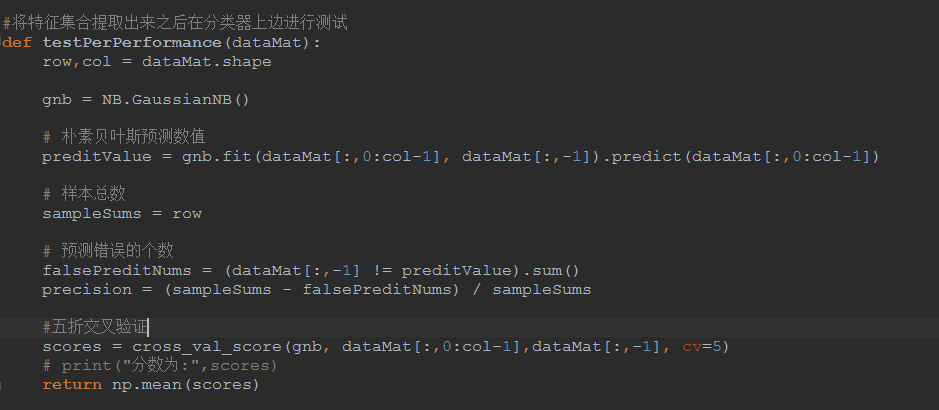 #将特征集合提取出来之后在分类器上边进行测试
def testPerPerformance(dataMat):
    row,col = dataMat.shape
    gnb = NB.GaussianNB()
    # 朴素贝叶斯预测数值
    preditValue = gnb.fit(dataMat[:,0:col-1], dataMat[:,-1]).predict(dataMat[:,0:col-1])
    # 样本总数
    sampleSums = row
    # 预测错误的个数
    falsePreditNums = (dataMat[:,-1] != preditValue).sum()
    precision = (sampleSums - falsePreditNums) / sampleSums
    #五折交叉验证
    scores = cross_val_score(gnb, dataMat[:,0:col-1],dataMat[:,-1], cv=5)
    # print("分数为:",scores)
    return np.mean(scores)